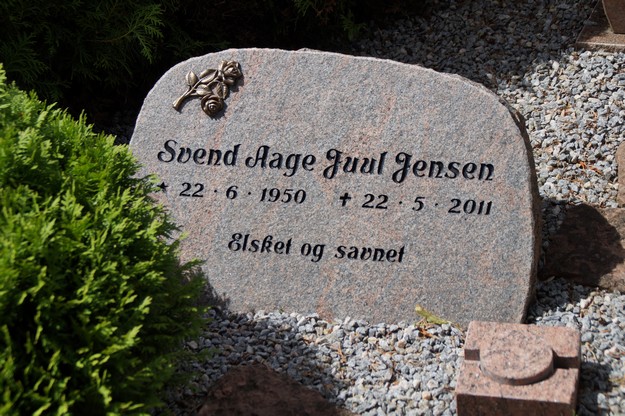 Svend Aage Juul Jensen
* 22 · 6 · 1950 ✝ 22 · 5 · 2011
Elsket og savnet